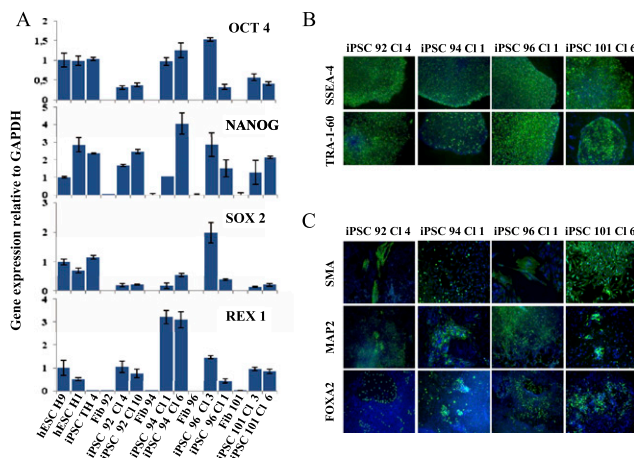 A
Gene expression relative to GAPDH
OCT 4
2
1,5
1
0,5
0
NANOG
5
4
3
2
1
0
SOX 2
3
2
1
0
REX 1
4
3
2
1
0
hESC H9
hESC H1
iPSC TH 4
Fib 92
iPSC 92 Cl 4
iPSC 92 Cl 10
Fib 94
iPSC 94 Cl 1
iPSC 94 Cl 6
Fib 96
iPSC 96 Cl 3
iPSC 96 Cl 1
Fib 101
iPSC 101 Cl 3
iPSC 101 Cl 6
B
iPSC 92 Cl 4 iPSC 94 Cl 1 iPSC 96 Cl 1 iPSC 101 Cl 6
SSEA-4
TRA-1-60
C
iPSC 92 Cl 4 iPSC 94 Cl 1 iPSC 96 Cl 1 iPSC 101 Cl 6
SMA
MAP2
FOXA2